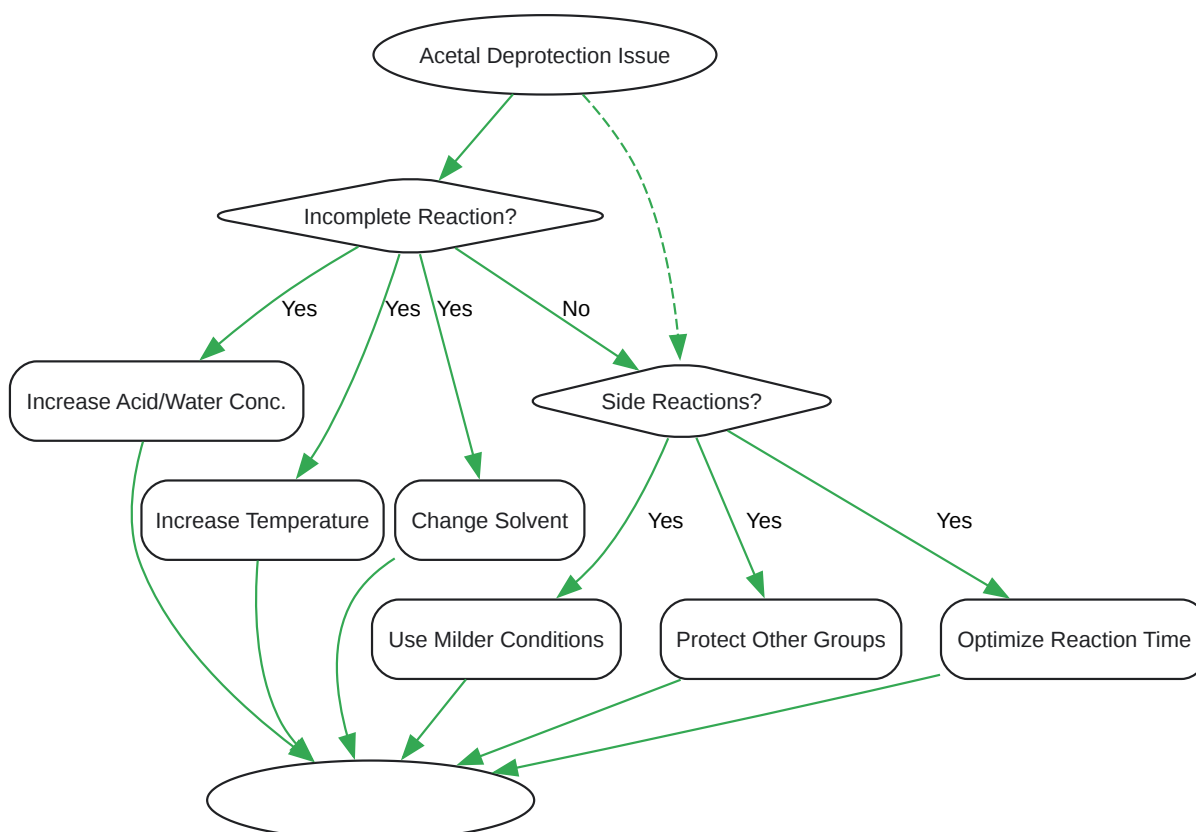 Acetal Deprotection Issue
Incomplete Reaction?
Yes
Yes
Yes
No
Increase Acid/Water Conc.
Side Reactions?
Increase Temperature
Change Solvent
Yes
Yes
Yes
Use Milder Conditions
Protect Other Groups
Optimize Reaction Time